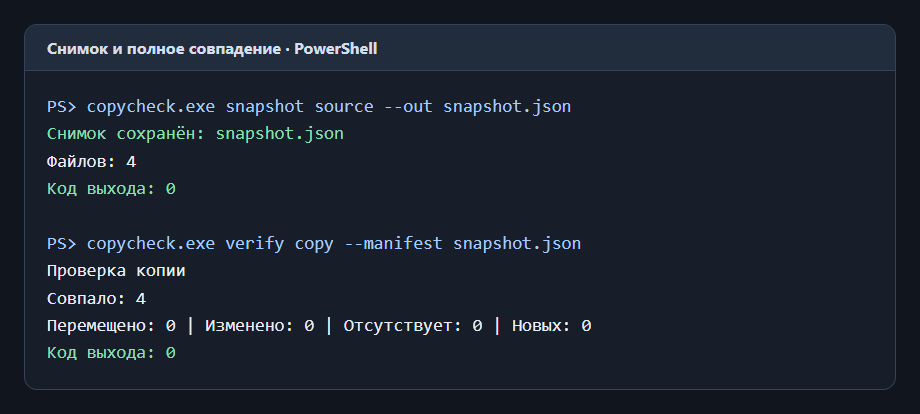 Снимок и полное совпадение · PowerShell
PS> copycheck.exe snapshot source --out snapshot.json
Снимок сохранён: snapshot.json
Файлов: 4
Код выхода: 0
PS> copycheck.exe verify copy --manifest snapshot.json
Проверка копии
Совпало: 4
Перемещено: 0 | Изменено: 0 | Отсутствует: 0 | Новых: 0
Код выхода: 0